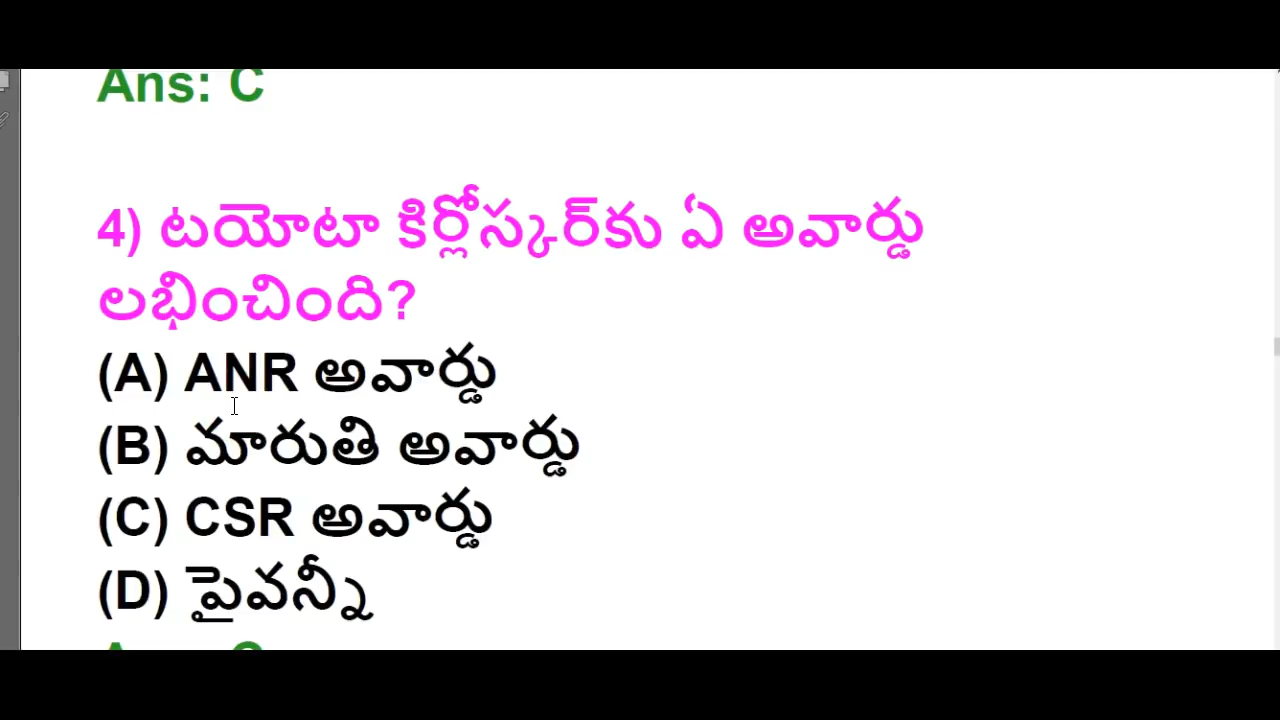 Ans: C
4) టయోటా కిర్లోస్కర్‌కు ఏ అవార్డు
లభించింది?
(A) ANR అవార్డు
(B) మారుతి అవార్డు
(C) CSR అవార్డు
(D) పైవన్నీ